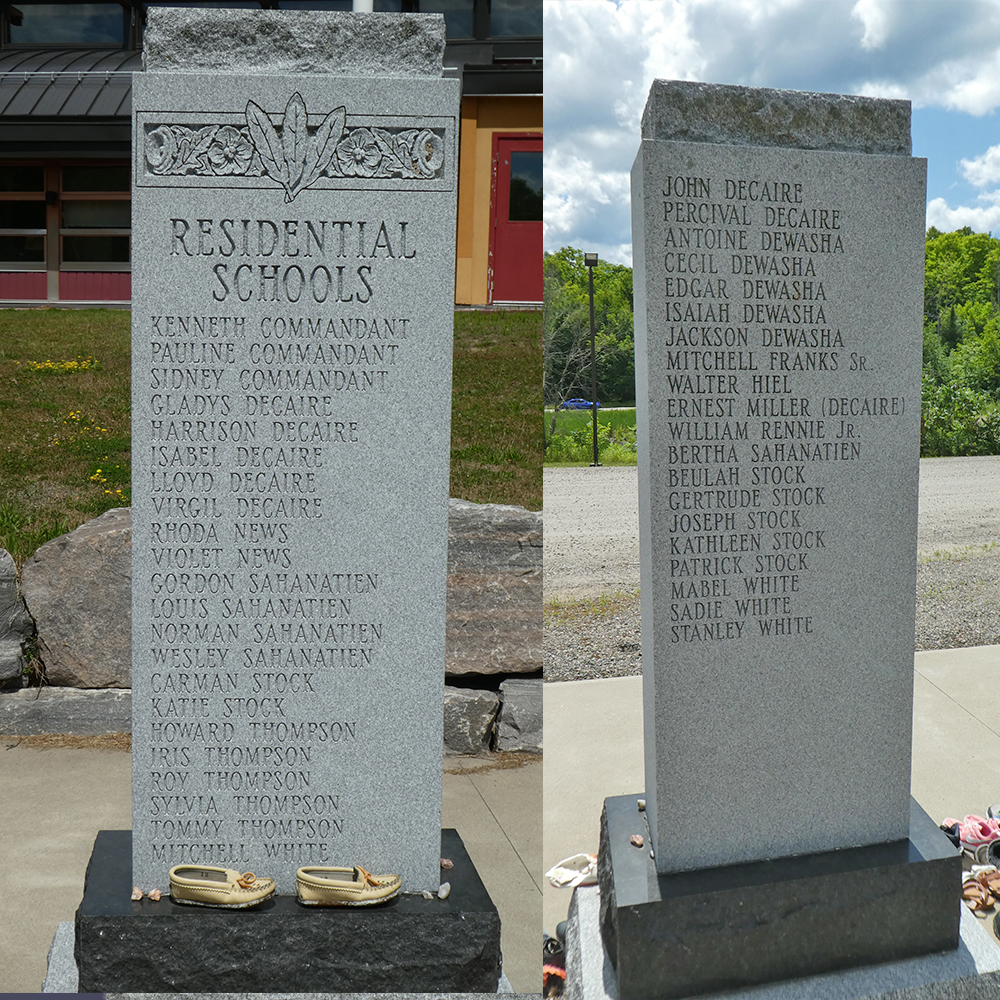 RESIDENTIAL
SCHOOLS
KENNETH COMMANDANT
PAULINE COMMANDANT
SIDNEY COMMANDANT
GLADYS DECAIRE
HARRISON DECAIRE
ISABEL DECAIRE
LLOYD DECAIRE
VIRGIL DECAIRE
RHODA NEWS
VIOLET NEWS
GORDON SAHANATIEN
LOUIS SAHANATIEN
NORMAN SAHANATIEN
WESLEY SAHANATIEN
CARMAN STOCK
KATIE STOCK
HOWARD THOMPSON
IRIS THOMPSON
ROY THOMPSON
SYLVIA THOMPSON
TOMMY THOMPSON
MITCHELL WHITE
JOHN DECAIRE
PERCIVAL DECAIRE
ANTOINE DEWASHA
CECIL DEWASHA
EDGAR DEWASHA
ISAIAH DEWASHA
JACKSON DEWASHA
MITCHELL FRANKS SR.
WALTER HIEL
ERNEST MILLER (DECAIRE)
WILLIAM RENNIE JR.
BERTHA SAHANATIEN
BEULAH STOCK
GERTRUDE STOCK
JOSEPH STOCK
KATHLEEN STOCK
PATRICK STOCK
MABEL WHITE
SADIE WHITE
STANLEY WHITE